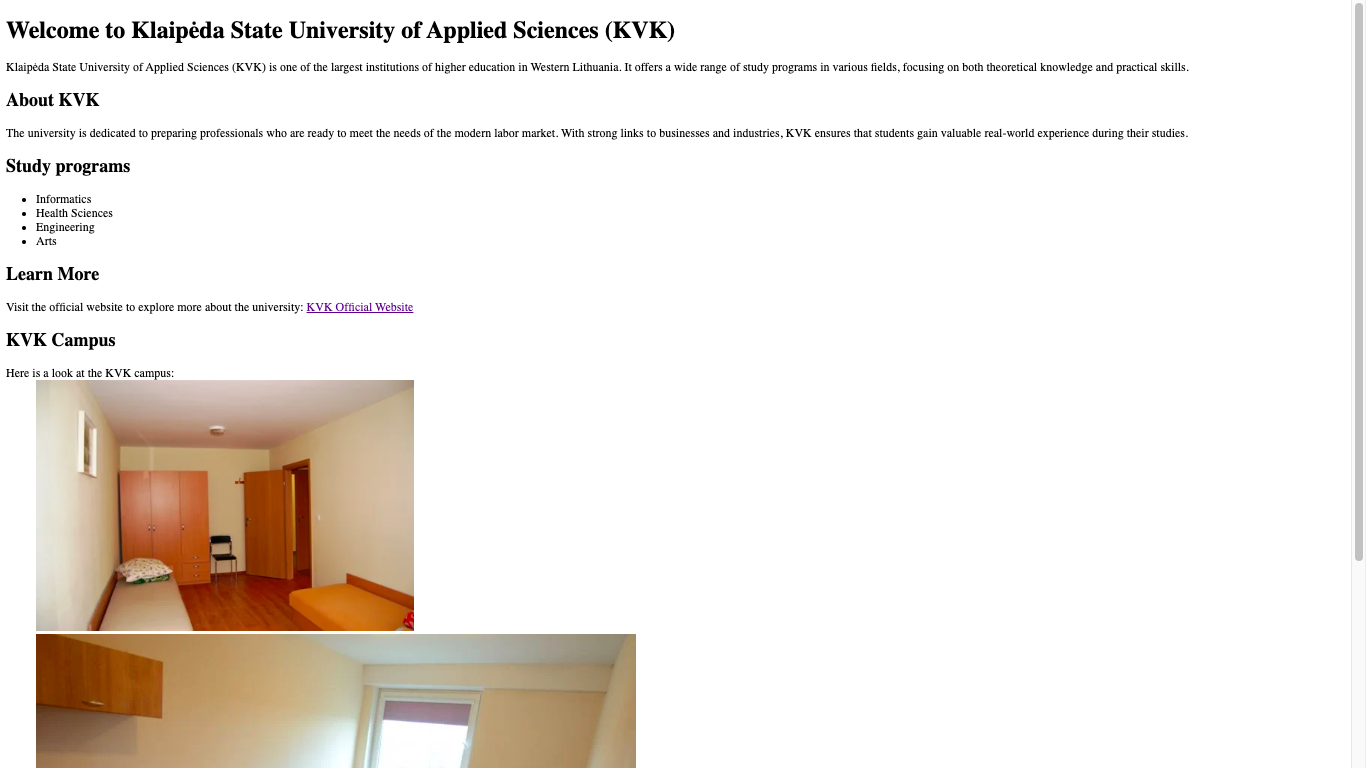 Welcome to Klaipėda State University of Applied Sciences (KVK)
Klaipėda State University of Applied Sciences (KVK) is one of the largest institutions of higher education in Western Lithuania. It offers a wide range of study programs in various fields, focusing on both theoretical knowledge and practical skills.
About KVK
The university is dedicated to preparing professionals who are ready to meet the needs of the modern labor market. With strong links to businesses and industries, KVK ensures that students gain valuable real-world experience during their studies.
Study programs
Informatics
Health Sciences
Engineering
Arts
Learn More
Visit the official website to explore more about the university: KVK Official Website
KVK Campus
Here is a look at the KVK campus: